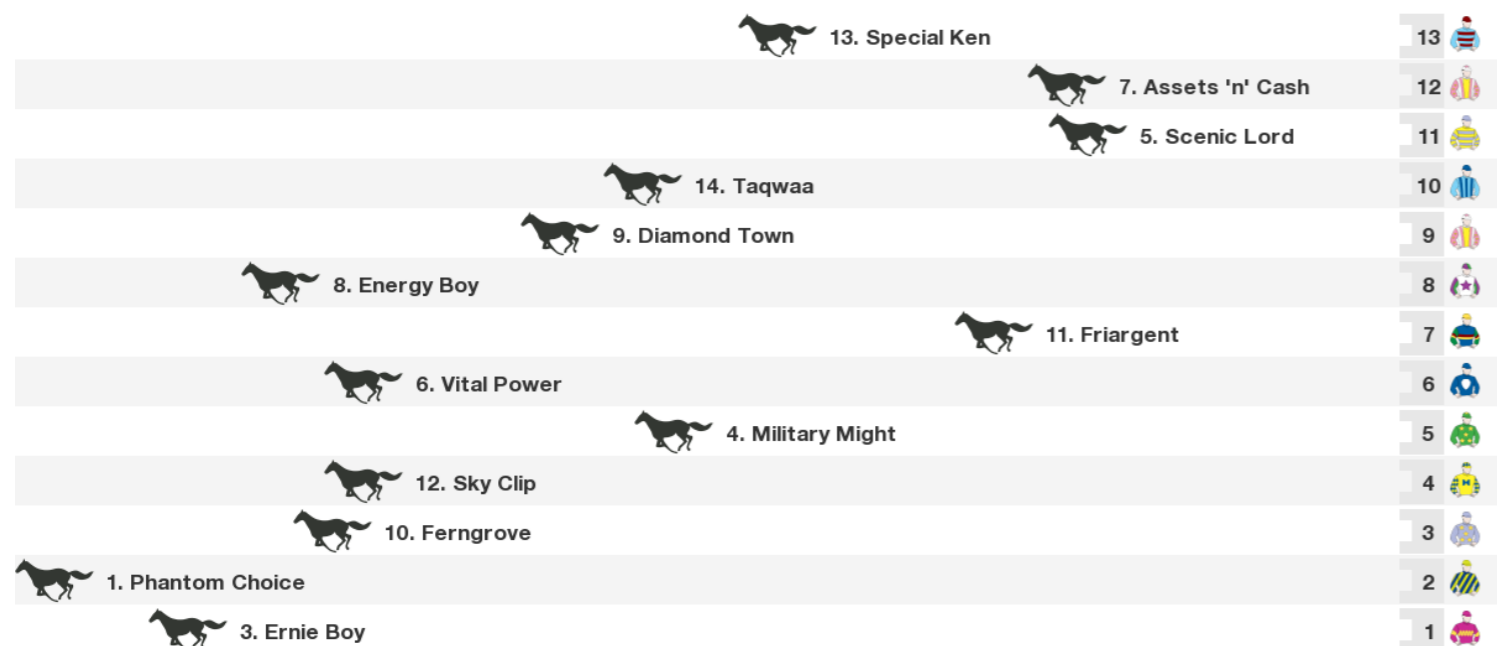 13. Special Ken 13
7. Assets 'n' Cash 12
5. Scenic Lord 11
14. Taqwaa 10
9. Diamond Town 9
8. Energy Boy 8
11. Friargent 7
6. Vital Power 6
4. Military Might 5
12. Sky Clip 4
10. Ferngrove 3
1. Phantom Choice 2
3. Ernie Boy 1